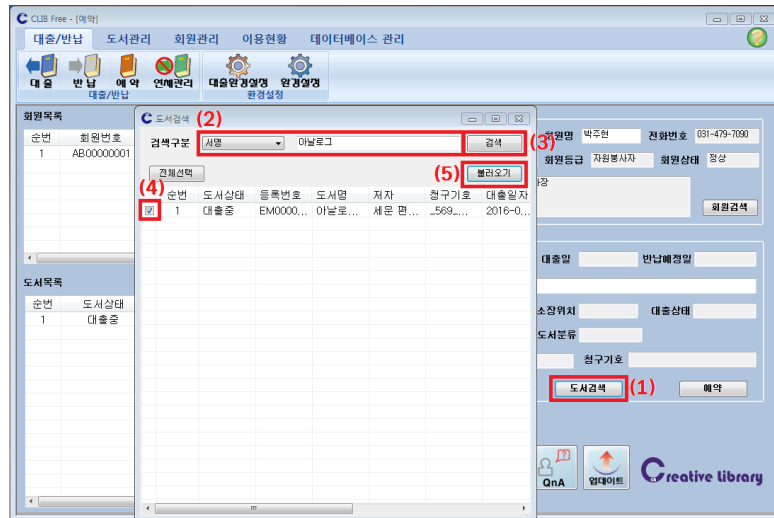 CLIB Free - [예약]
대출/반납 도서관리 회원관리 이용현황 데이터베이스 관리
대출 반납 예약 연체관리 대출환경설정 환경설정
대출/반납 환경설정
회원목록
순번 회원번호
1 AB00000001
도서목록
순번 도서상태
1 대출중
도서검색 (2)
검색구분 서명 아날로그 검색 (3)
전체선택 (5) 불러오기
(4)
순번 도서상태 등록번호 도서명 저자 청구기호 대출일자
1 대출중 EM0000... 아날로... 세운 편... _569_... 2016-0...
회원명 박주현 전화번호 031-479-7090
회원등급 자원봉사자 회원상태 정상
회원검색
대출일 반납예정일
소장위치 대출상태
도서분류
청구기호
도서검색 (1) 예약
QnA 업데이트 Creative Library